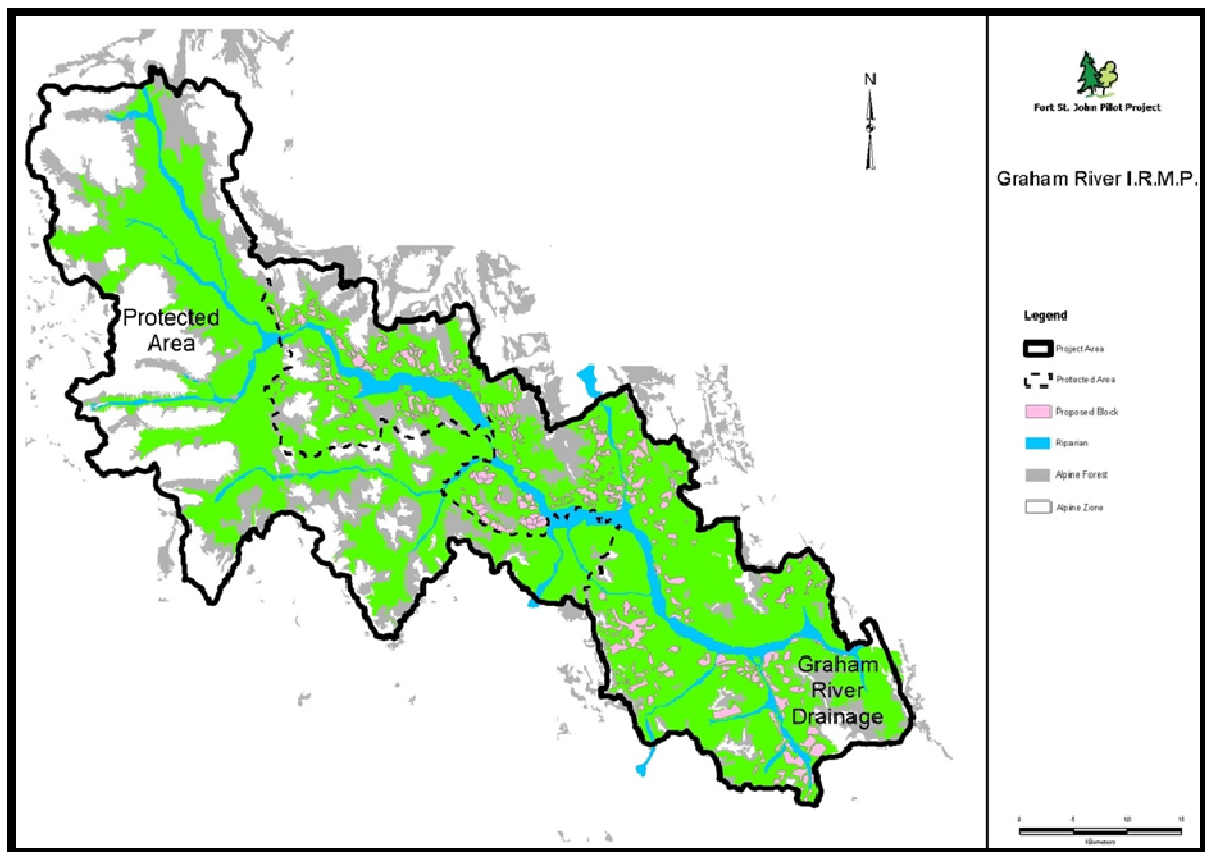 N
Fort St. John Pilot Project
Graham River I.R.M.P.
Protected
Area
Legend
Project Area
Protected Area
Proposed Block
Riparian
Alpine Forest
Alpine Zone
Graham
River
Drainage
0 5 10 15
Kilometers